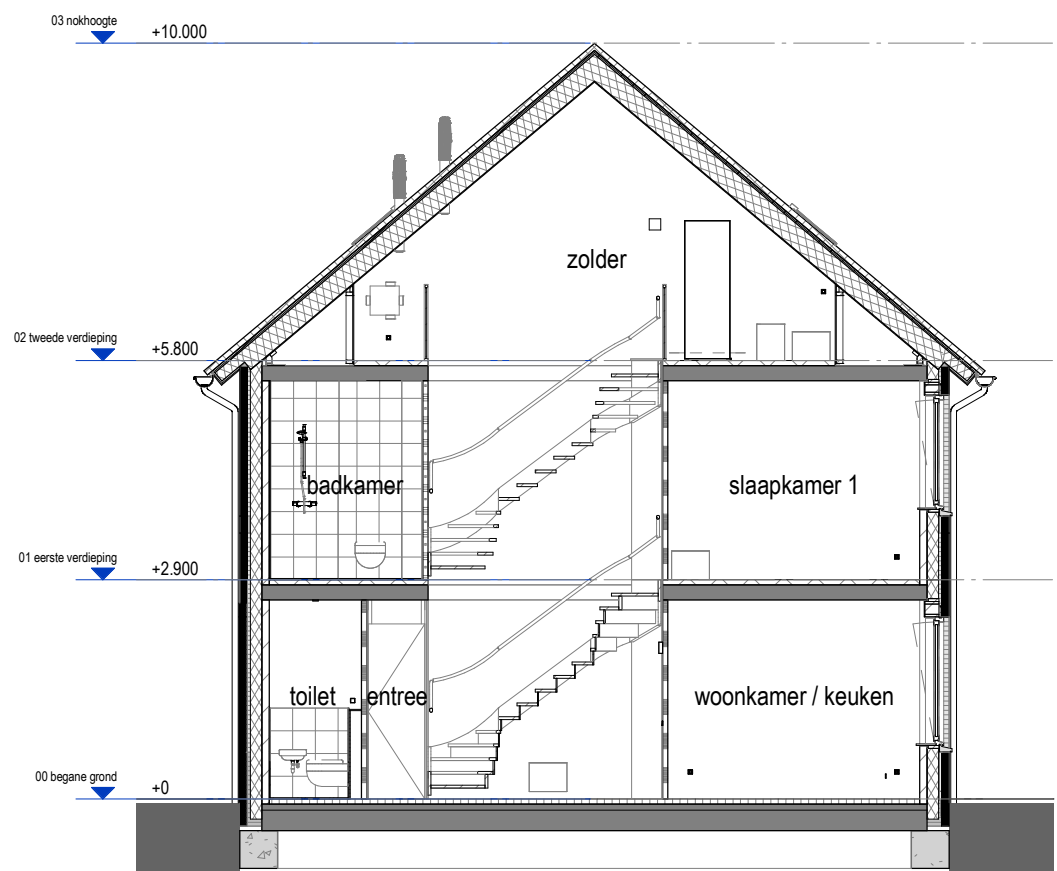 03 nokhoogte
+10.000
zolder
02 tweede verdieping
+5.800
badkamer
slaapkamer 1
01 eerste verdieping
+2.900
toilet
entree
woonkamer / keuken
00 begane grond
+0